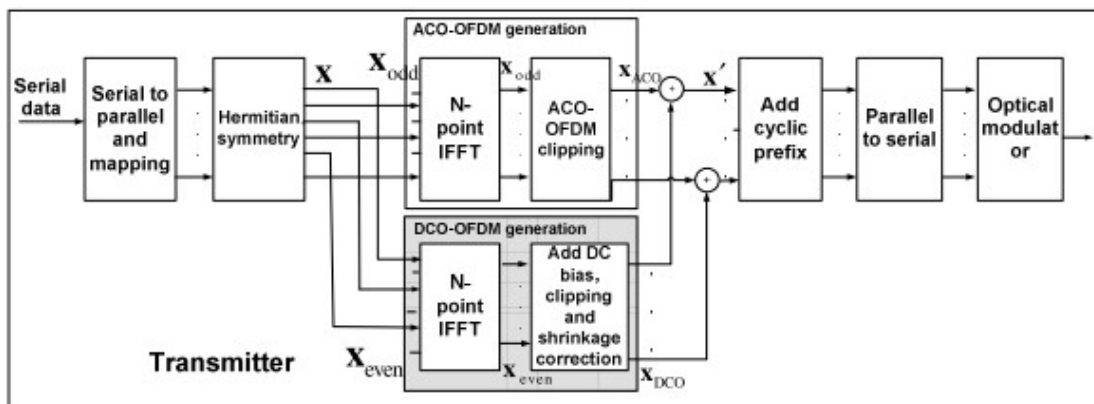 ACO-OFDM generation
Serial
data
Serial to
parallel
and
mapping
X
Hermitian
symmetry
X odd
N-
point
IFFT
x odd
ACO-
OFDM
clipping
x ACO
+
x′
Add
cyclic
prefix
Parallel
to serial
Optical
modulat
or
+
DCO-OFDM generation
N-
point
IFFT
Add DC
bias,
clipping
and
shrinkage
correction
Transmitter
X even
x even
x DCO